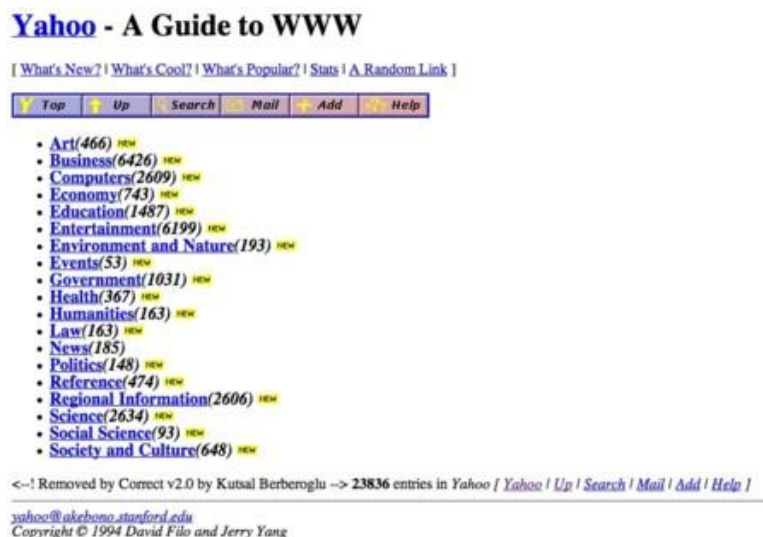 Yahoo - A Guide to WWW
[ What's New? | What's Cool? | What's Popular? | Stats | A Random Link ]
Y Top Up Search Mail Add Help
• Art(466) NEW
• Business(6426) NEW
• Computers(2609) NEW
• Economy(743) NEW
• Education(1487) NEW
• Entertainment(6199) NEW
• Environment and Nature(193) NEW
• Events(53) NEW
• Government(1031) NEW
• Health(367) NEW
• Humanities(163) NEW
• Law(163) NEW
• News(185)
• Politics(148) NEW
• Reference(474) NEW
• Regional Information(2606) NEW
• Science(2634) NEW
• Social Science(93) NEW
• Society and Culture(648) NEW
<--! Removed by Correct v2.0 by Kutsal Berberoglu --> 23836 entries in Yahoo [ Yahoo | Up | Search | Mail | Add | Help ]
yahoo@akebono.stanford.edu
Copyright © 1994 David Filo and Jerry Yang